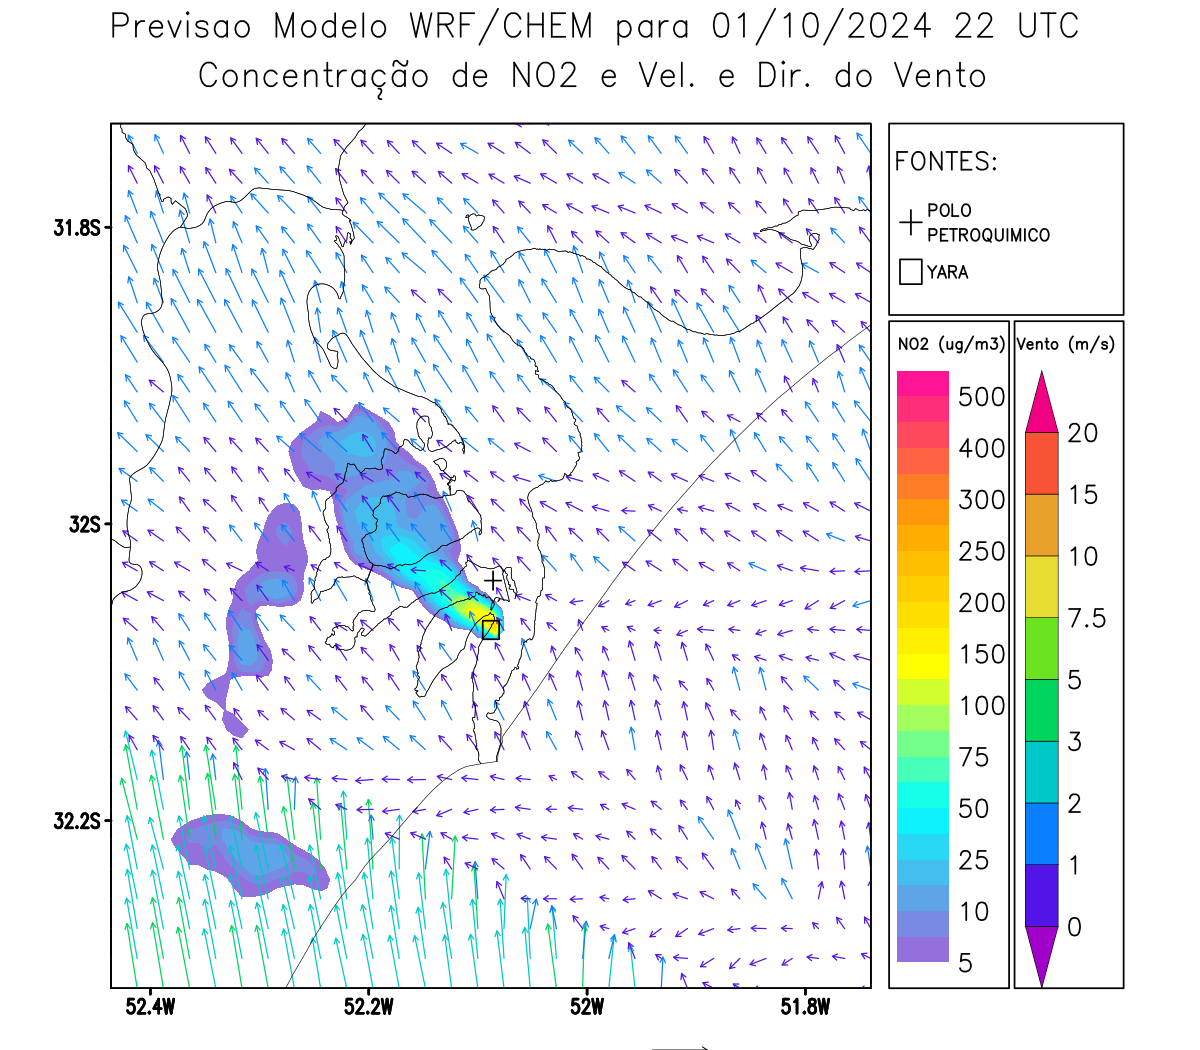 Previsao Modelo WRF/CHEM para 01/10/2024 22 UTC
Concentração de NO2 e Vel. e Dir. do Vento
FONTES:
POLO
PETROQUIMICO
YARA
NO2 (ug/m3)
500
400
300
250
200
150
100
75
50
25
10
5
Vento (m/s)
20
15
10
7.5
5
3
2
1
0
31.8S
32S
32.2S
52.4W
52.2W
52W
51.8W